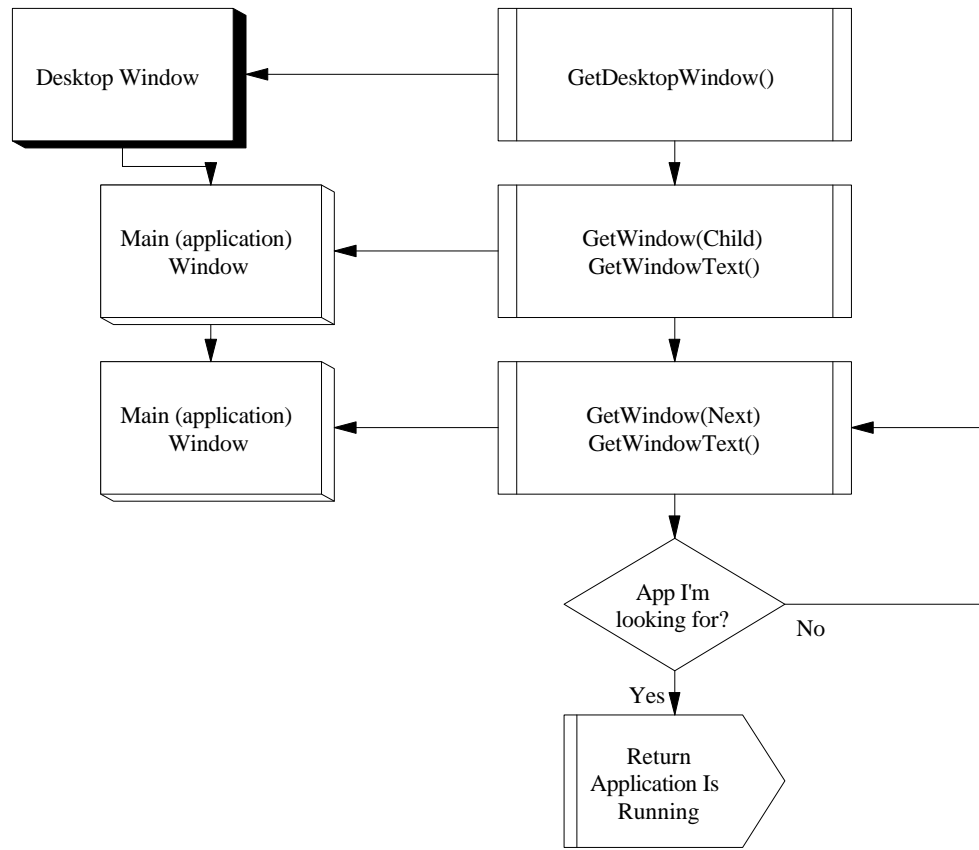 Desktop Window
GetDesktopWindow()
Main (application)
Window
GetWindow(Child)
GetWindowText()
Main (application)
Window
GetWindow(Next)
GetWindowText()
App I'm
looking for?
No
Yes
Return
Application Is
Running